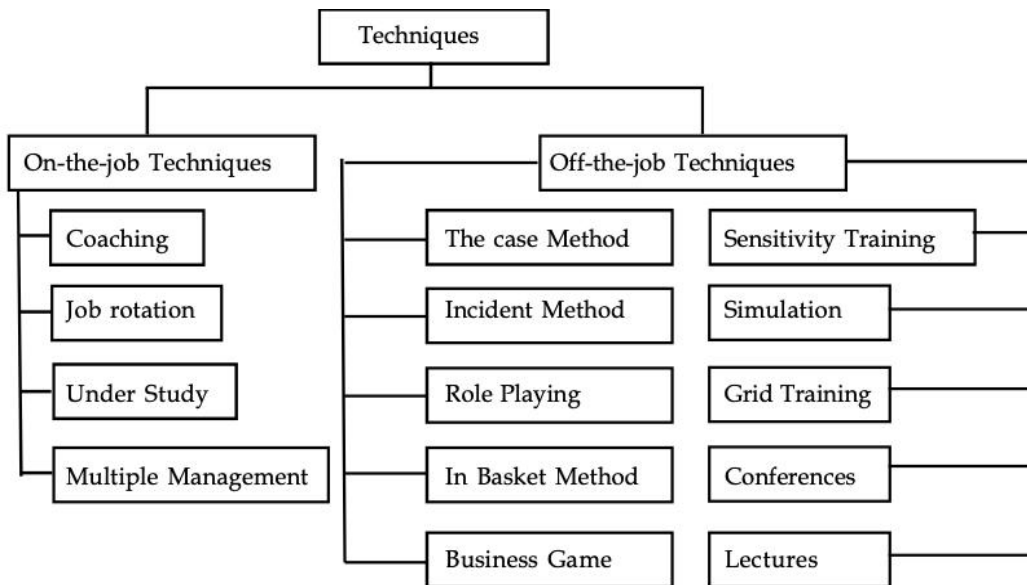 Techniques
On-the-job Techniques
Off-the-job Techniques
Coaching
The case Method
Sensitivity Training
Job rotation
Incident Method
Simulation
Under Study
Role Playing
Grid Training
Multiple Management
In Basket Method
Conferences
Business Game
Lectures